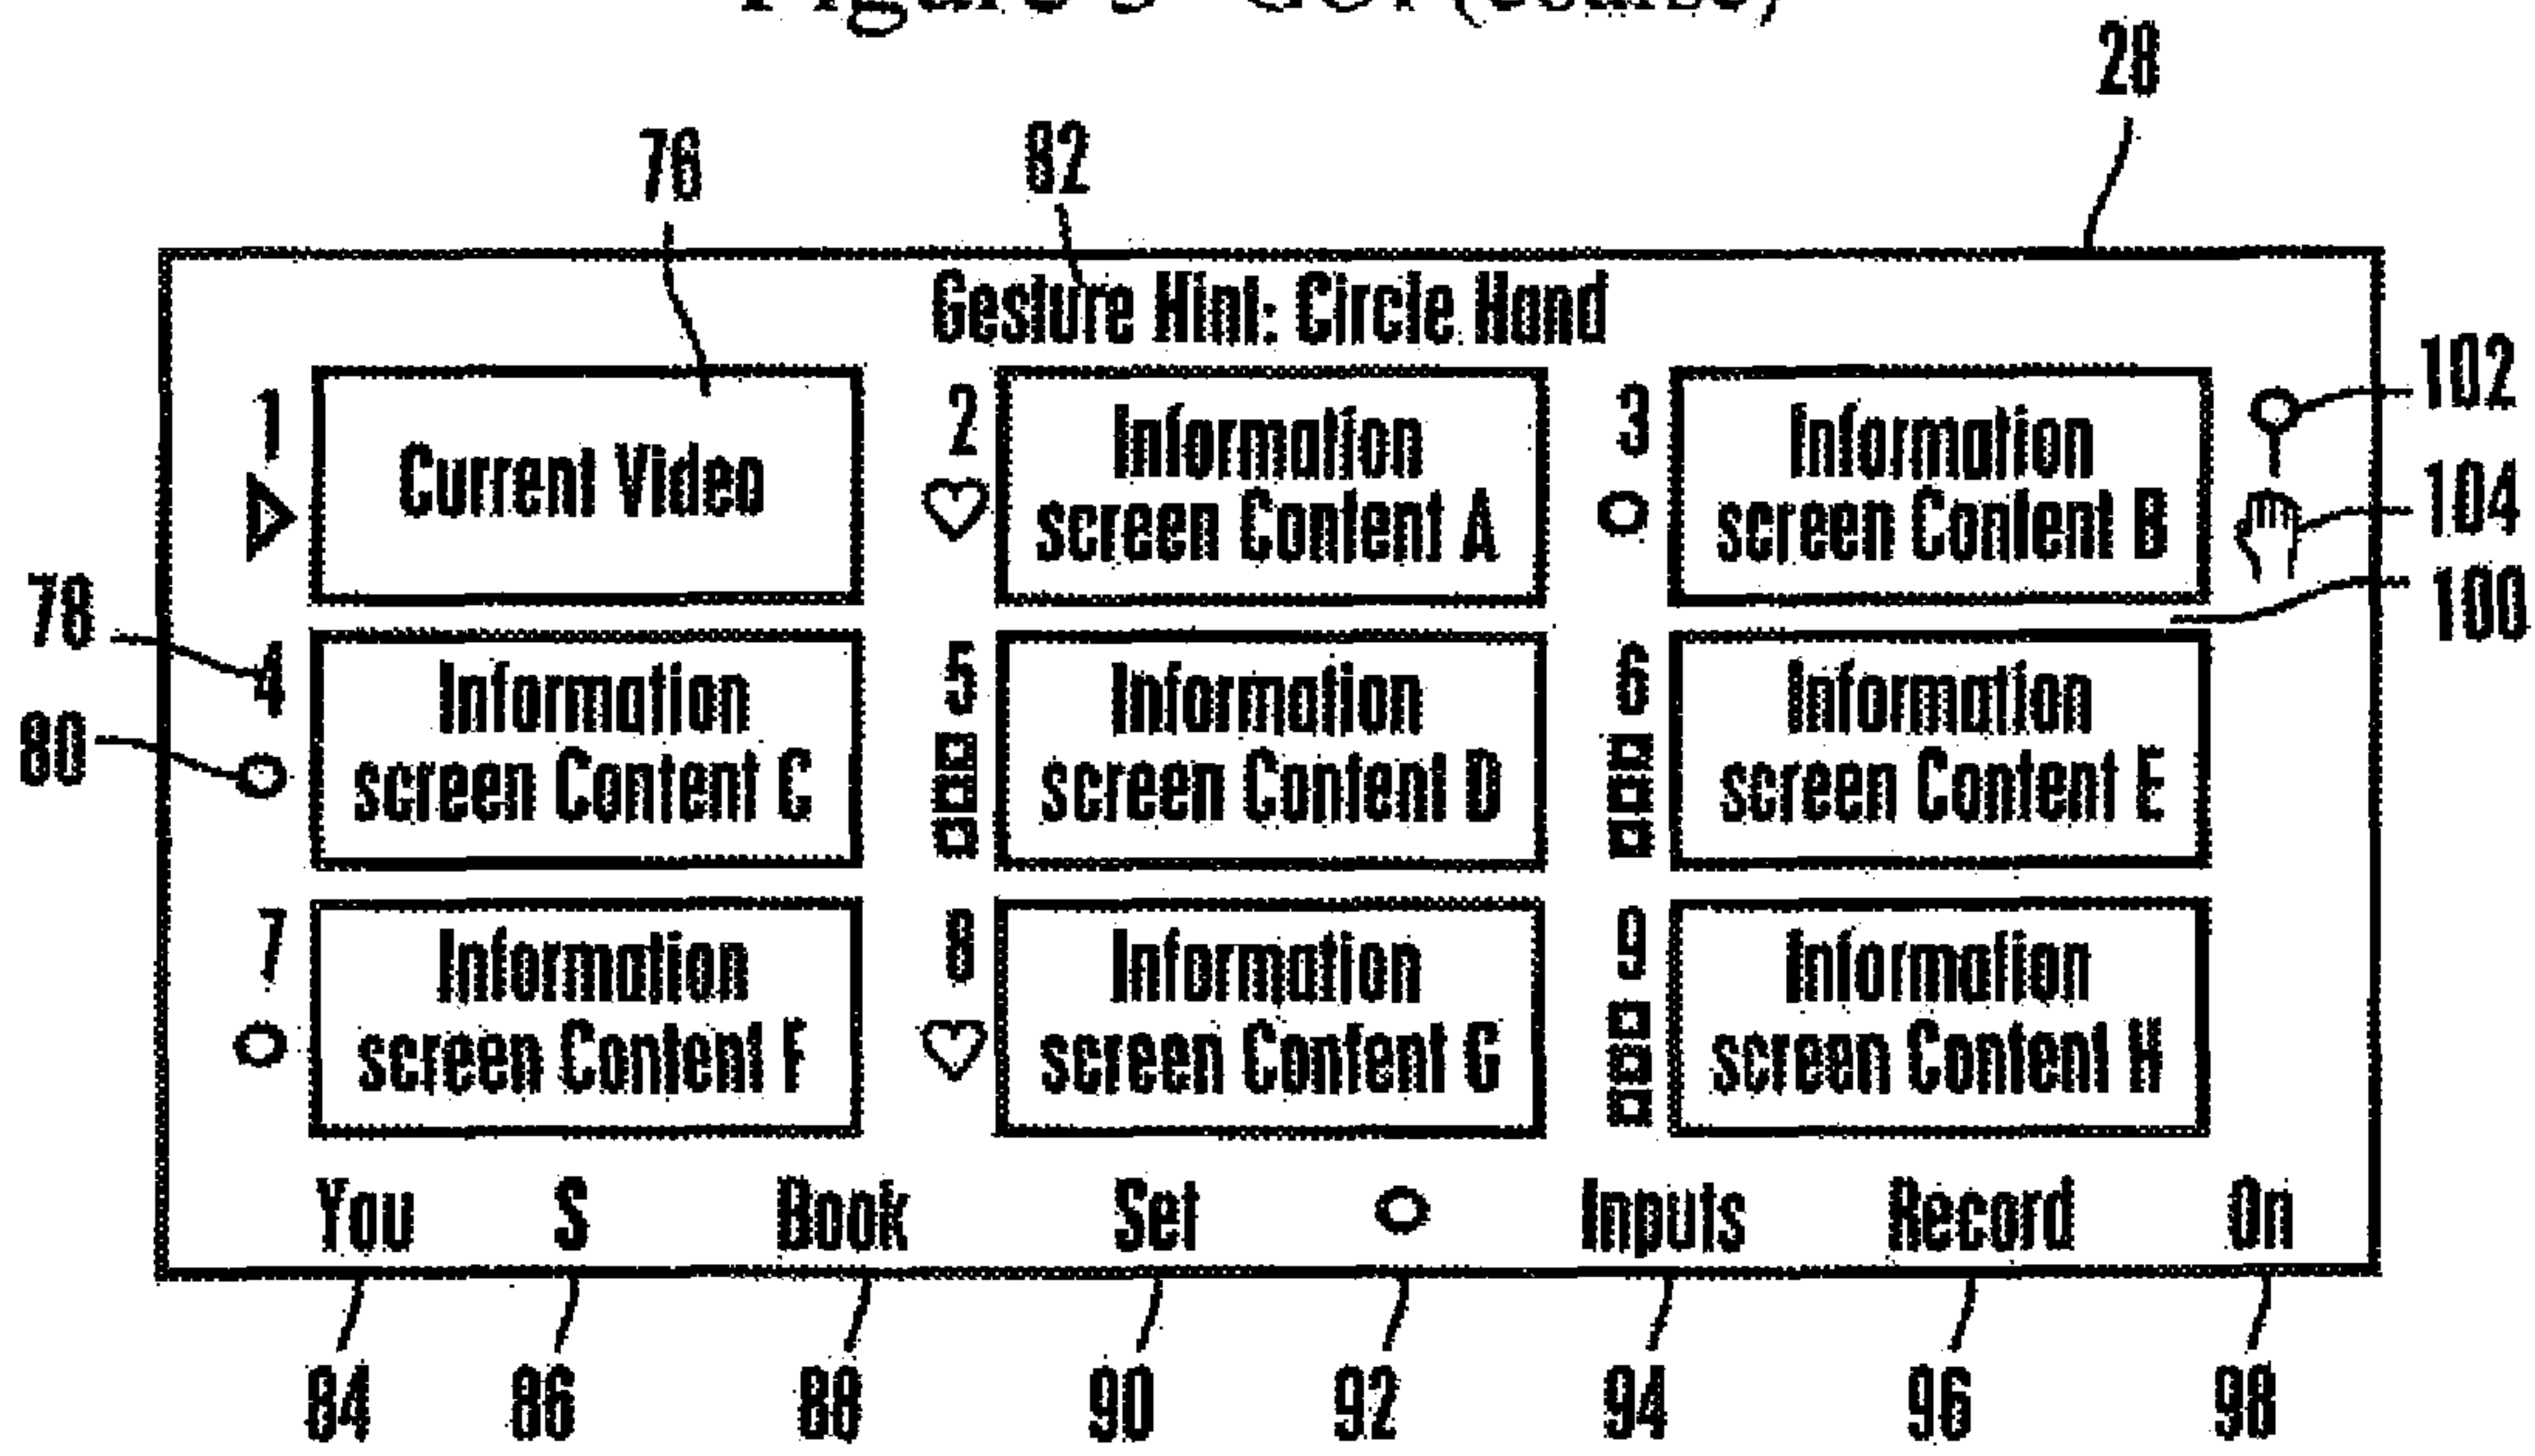 28
76
82
Gesture Hint: Circle Hand
1
Current Video
2
Information
screen Content A
3
Information
screen Content B
102
104
100
78
80
4
Information
screen Content C
5
Information
screen Content D
6
Information
screen Content E
7
Information
screen Content F
8
Information
screen Content G
9
Information
screen Content H
You S Book Set O Inputs Record On
84 86 88 90 92 94 96 98